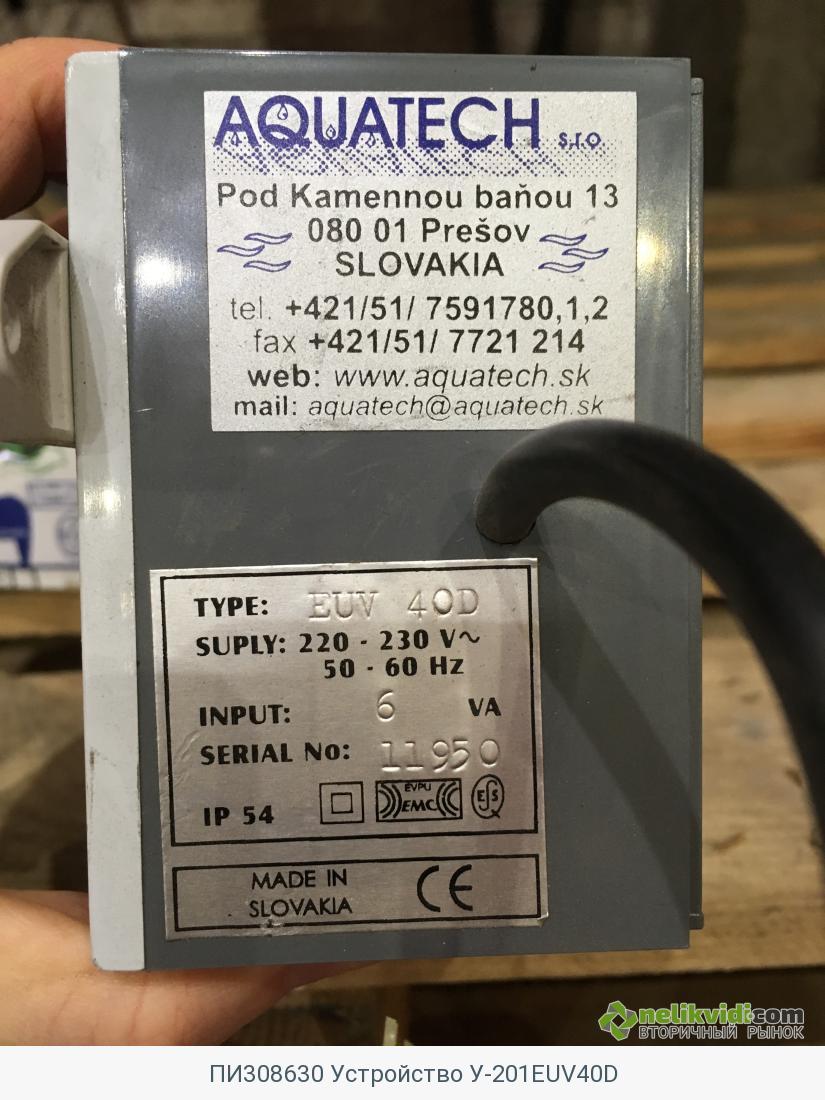 AQUATECH s.r.o.
Pod Kamennou baňou 13
080 01 Prešov
SLOVAKIA
tel. +421/51/ 7591780,1,2
fax +421/51/ 7721 214
web: www.aquatech.sk
mail: aquatech@aquatech.sk
TYPE: EUV 40D
SUPLY: 220 - 230 V~
50 - 60 Hz
INPUT: 6 VA
SERIAL No: 11950
IP 54
EVPU
EMC
ESS
MADE IN
SLOVAKIA
CE
nelikvidi.com
ВТОРИЧНЫЙ РЫНОК
ПИ308630 Устройство У-201EUV40D